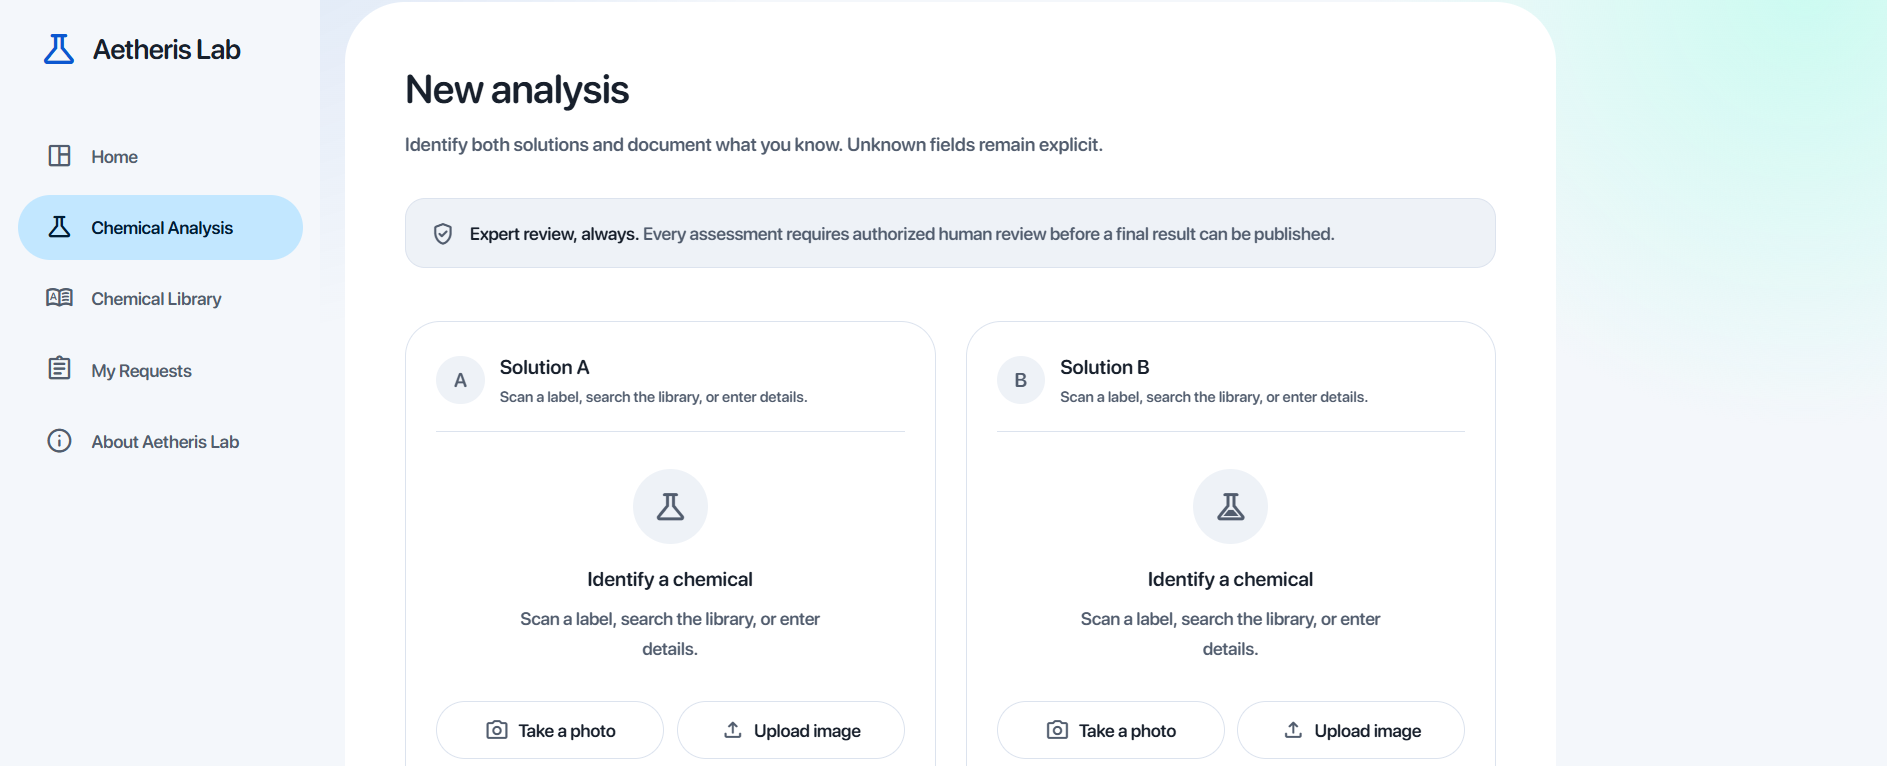 Aetheris Lab
Home
Chemical Analysis
Chemical Library
My Requests
About Aetheris Lab
New analysis
Identify both solutions and document what you know. Unknown fields remain explicit.
Expert review, always. Every assessment requires authorized human review before a final result can be published.
A
Solution A
Scan a label, search the library, or enter details.
Identify a chemical
Scan a label, search the library, or enter
details.
Take a photo
Upload image
B
Solution B
Scan a label, search the library, or enter details.
Identify a chemical
Scan a label, search the library, or enter
details.
Take a photo
Upload image